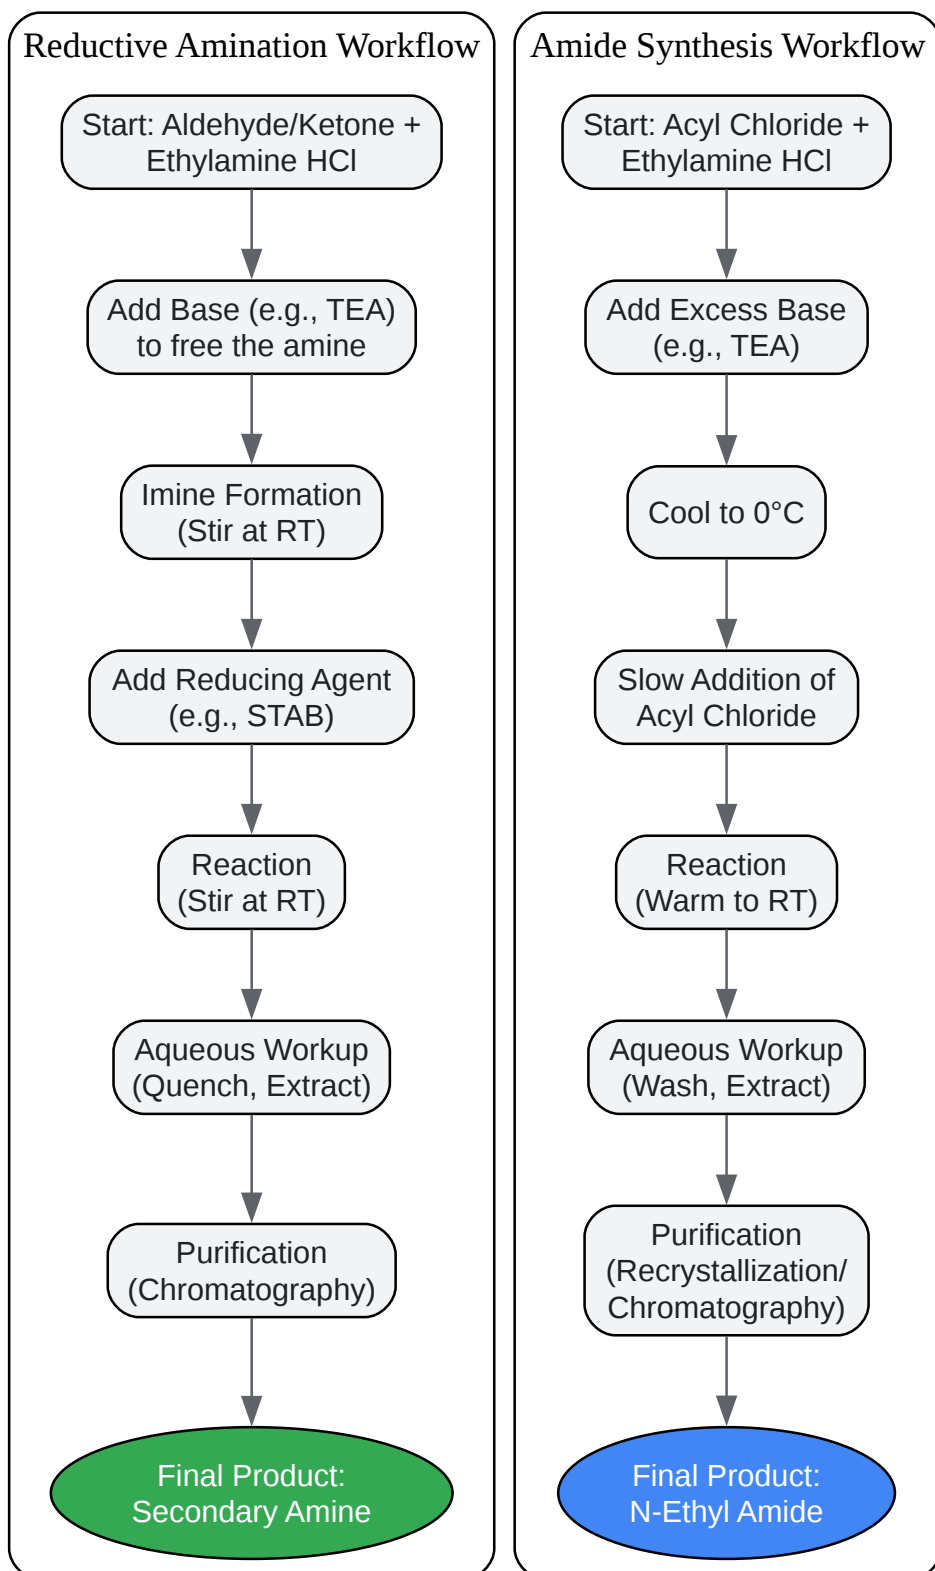 Reductive Amination Workflow
Start: Aldehyde/Ketone +
Ethylamine HCl
Add Base (e.g., TEA)
to free the amine
Imine Formation
(Stir at RT)
Add Reducing Agent
(e.g., STAB)
Reaction
(Stir at RT)
Aqueous Workup
(Quench, Extract)
Purification
(Chromatography)
Final Product:
Secondary Amine
Amide Synthesis Workflow
Start: Acyl Chloride +
Ethylamine HCl
Add Excess Base
(e.g., TEA)
Cool to 0°C
Slow Addition of
Acyl Chloride
Reaction
(Warm to RT)
Aqueous Workup
(Wash, Extract)
Purification
(Recrystallization/
Chromatography)
Final Product:
N-Ethyl Amide